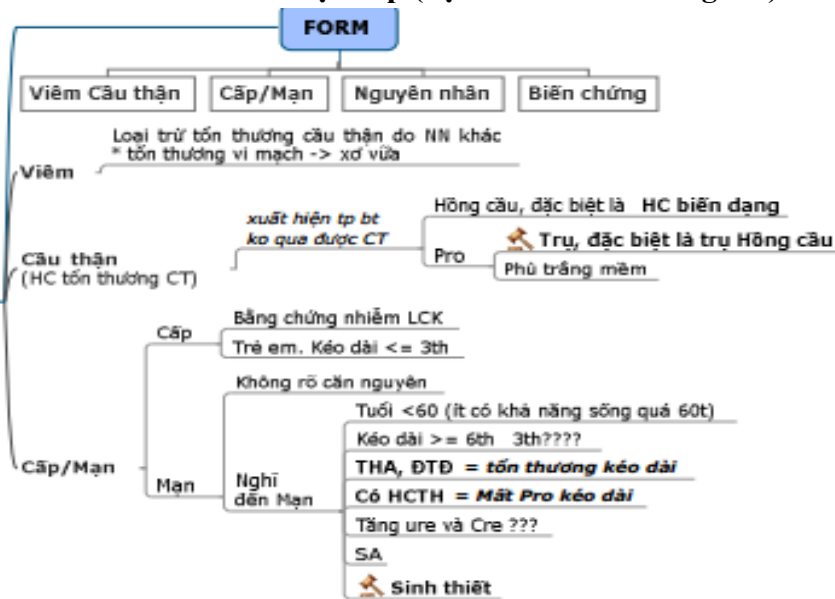 FORM
Viêm Cầu thận
Cấp/Mạn
Nguyên nhân
Biến chứng
Viêm
Loại trừ tổn thương cầu thận do NN khác
* tổn thương vi mạch -> xơ vữa
Cầu thận
(HC tổn thương CT)
xuất hiện tp bt
ko qua được CT
Hồng cầu, đặc biệt là HC biến dạng
Pro
Trụ, đặc biệt là trụ Hồng cầu
Phù trắng mềm
Cấp/Mạn
Cấp
Bằng chứng nhiễm LCK
Trẻ em. Kéo dài <= 3th
Mạn
Không rõ căn nguyên
Nghĩ
đến Mạn
Tuổi <60 (ít có khả năng sống quá 60t)
Kéo dài >= 6th 3th????
THA, ĐTĐ = tổn thương kéo dài
Có HCTH = Mất Pro kéo dài
Tăng ure và Cre ???
SA
Sinh thiết